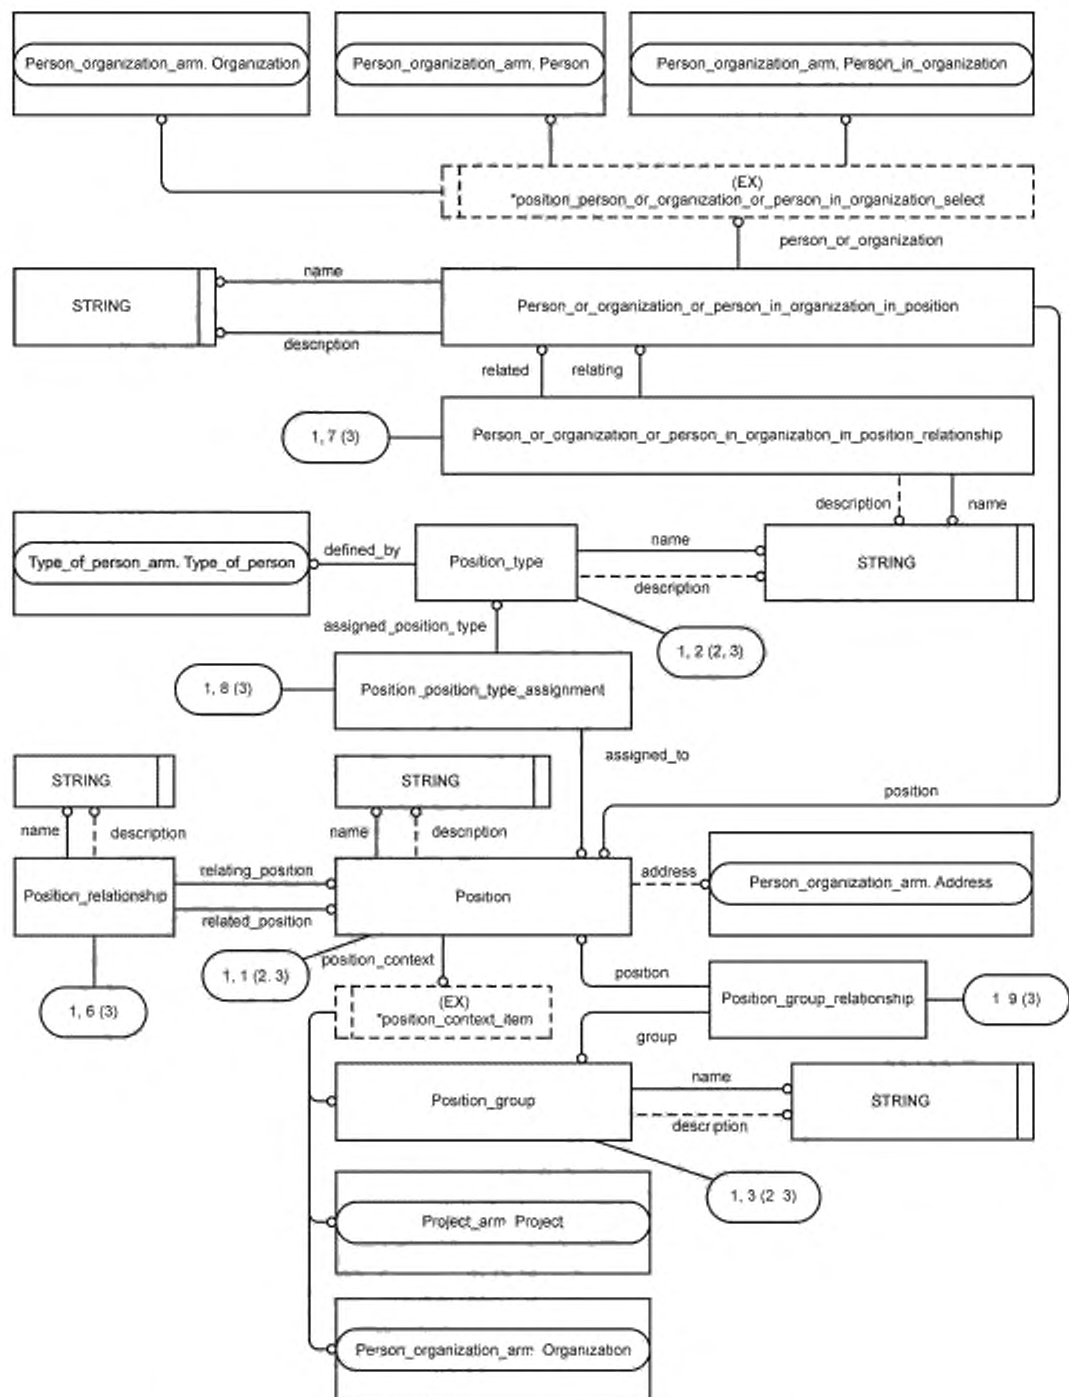 Person_organization_arm. Organization
Person_organization_arm. Person
Person_organization_arm. Person_in_organization
(EX)
*position_person_or_organization_or_person_in_organization_select
person_or_organization
name
STRING
Person_or_organization_or_person_in_organization_in_position
description
related
relating
1, 7 (3)
Person_or_organization_or_person_in_organization_in_position_relationship
description
name
Type_of_person_arm. Type_of_person
defined_by
Position_type
name
description
STRING
assigned_position_type
1, 2 (2, 3)
1, 8 (3)
Position_position_type_assignment
assigned_to
position
STRING
STRING
name
description
name
description
Position_relationship
relating_position
related_position
Position
address
Person_organization_arm. Address
1, 1 (2. 3)
position_context
position
1, 6 (3)
(EX)
*position_context_item
Position_group_relationship
1 9 (3)
group
Position_group
name
description
STRING
1, 3 (2 3)
Project_arm Project
Person_organization_arm Organization